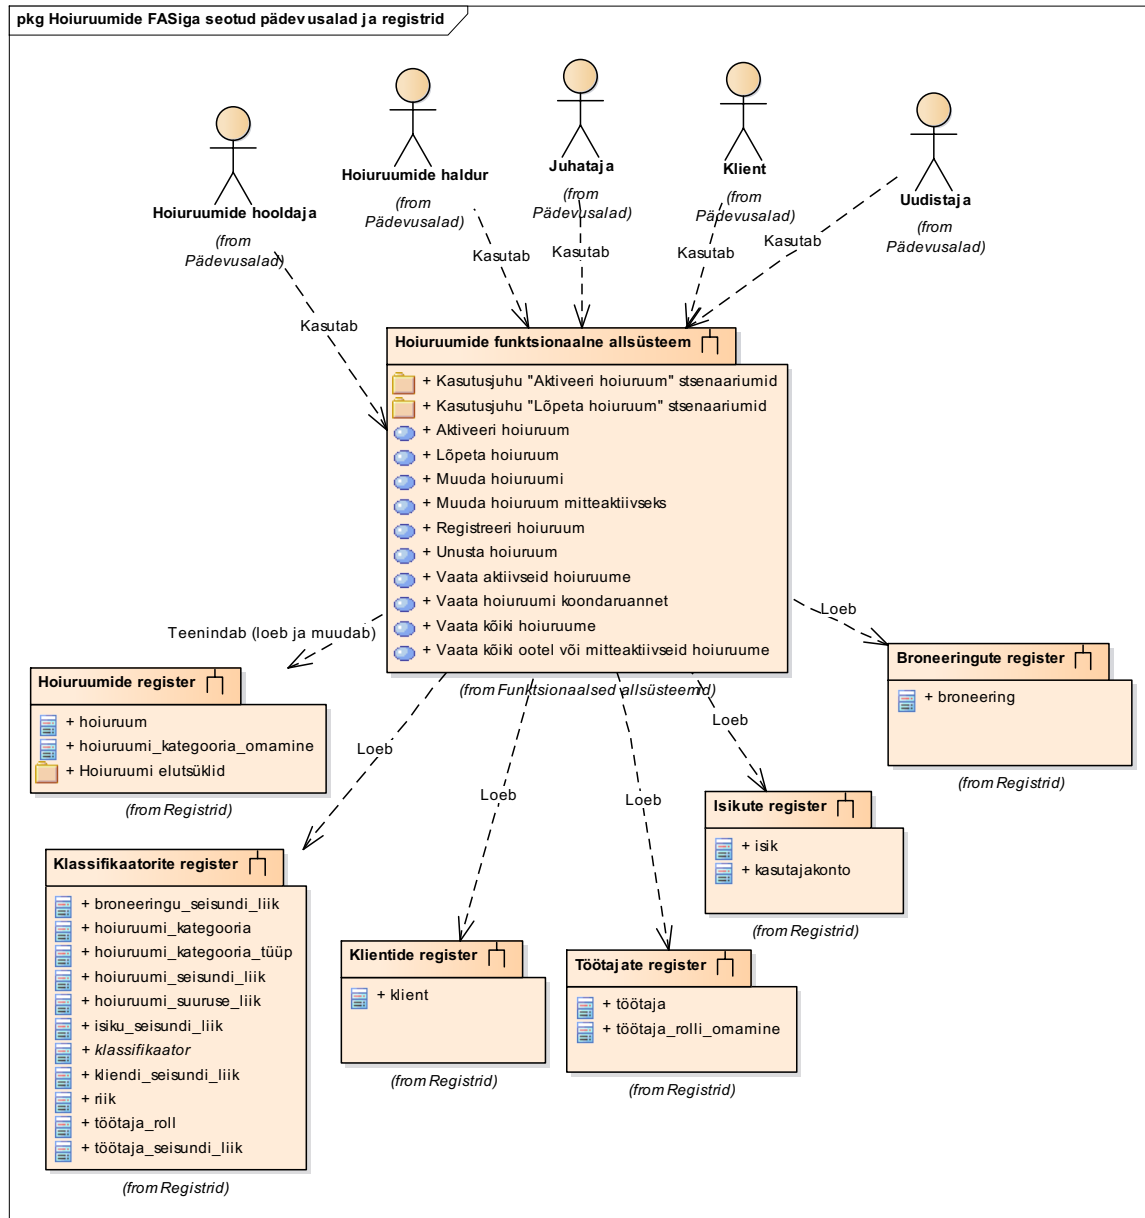 pkg Hoiuruumide FASiga seotud pädevusalad ja registrid
Hoiuruumide hooldaja
(from
Pädevusalad)
Hoiuruumide haldur
(from
Pädevusalad)
Juhataja
(from
Pädevusalad)
Klient
(from
Pädevusalad)
Uudistaja
(from
Pädevusalad)
Kasutab
Kasutab
Kasutab
Kasutab
Kasutab
Hoiuruumide funktsionaalne allsüsteem
+ Kasutusjuhu "Aktiveeri hoiuruum" stsenaariumid
+ Kasutusjuhu "Lõpeta hoiuruum" stsenaariumid
+ Aktiveeri hoiuruum
+ Lõpeta hoiuruum
+ Muuda hoiuruumi
+ Muuda hoiuruum mitteaktiivseks
+ Registreeri hoiuruum
+ Unusta hoiuruum
+ Vaata aktiivseid hoiuruume
+ Vaata hoiuruumi koondaruannet
+ Vaata kõiki hoiuruume
+ Vaata kõiki ootel või mitteaktiivseid hoiuruume
(from Funktsionaalsed allsüsteemid)
Teenindab (loeb ja muudab)
Loeb
Loeb
Loeb
Loeb
Loeb
Hoiuruumide register
+ hoiuruum
+ hoiuruumi_kategooria_omamine
+ Hoiuruumi elutsüklid
(from Registrid)
Broneeringute register
+ broneering
(from Registrid)
Isikute register
+ isik
+ kasutajakonto
(from Registrid)
Klassifikaatorite register
+ broneeringu_seisundi_liik
+ hoiuruumi_kategooria
+ hoiuruumi_kategooria_tüüp
+ hoiuruumi_seisundi_liik
+ hoiuruumi_suuruse_liik
+ isiku_seisundi_liik
+ klassifikaator
+ kliendi_seisundi_liik
+ riik
+ töötaja_roll
+ töötaja_seisundi_liik
(from Registrid)
Klientide register
+ klient
(from Registrid)
Töötajate register
+ töötaja
+ töötaja_rolli_omamine
(from Registrid)